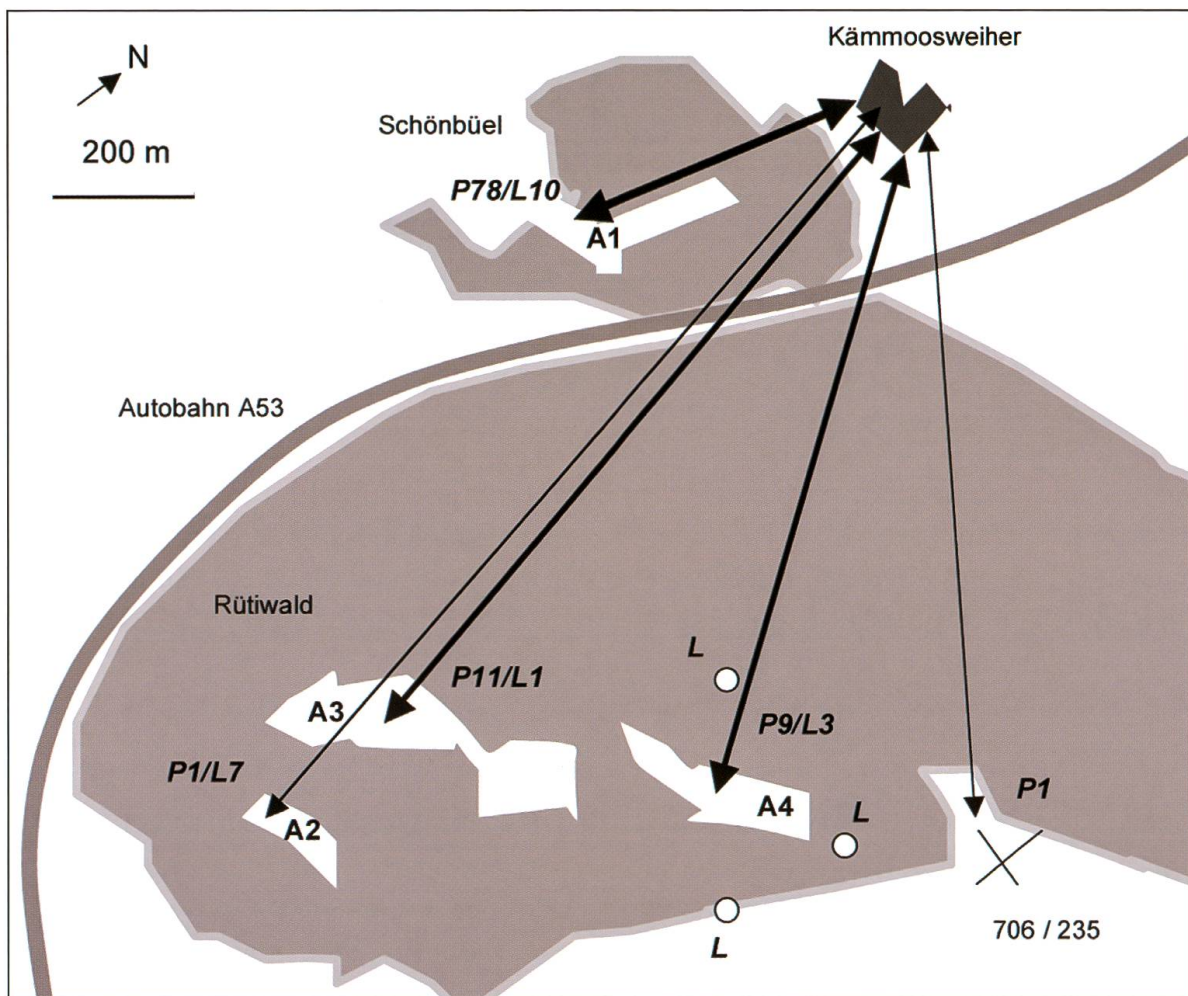 Kämmoosweiher
N
Schönbüel
200 m
P78/L10
A1
Autobahn A53
Rütiwald
L
P11/L1
A3
P9/L3
P1/L7
P1
A4
L
A2
706 / 235
L